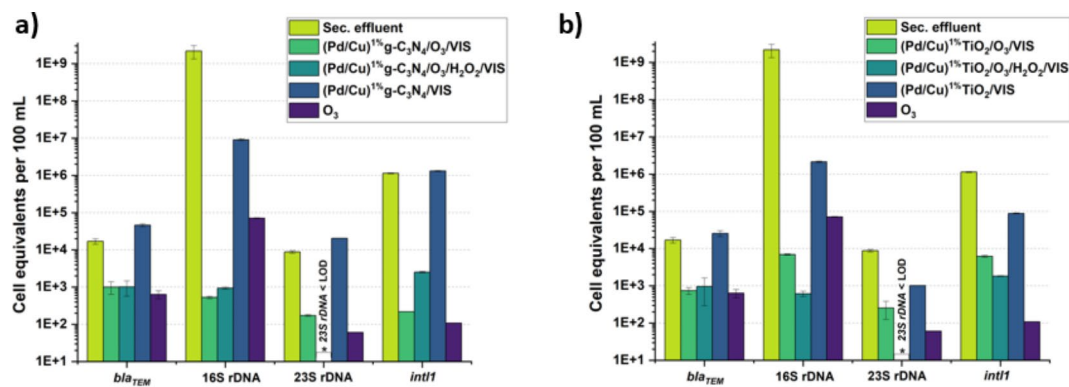 a)
Sec. effluent
(Pd/Cu)¹%g-C₃N₄/O₃/VIS
(Pd/Cu)¹%g-C₃N₄/O₃/H₂O₂/VIS
(Pd/Cu)¹%g-C₃N₄/VIS
O₃
Cell equivalents per 100 mL
1E+9
1E+8
1E+7
1E+6
1E+5
1E+4
1E+3
1E+2
1E+1
* 23S rDNA < LOD
blaTEM 16S rDNA 23S rDNA intI1
b)
Sec. effluent
(Pd/Cu)¹%TiO₂/O₃/VIS
(Pd/Cu)¹%TiO₂/O₃/H₂O₂/VIS
(Pd/Cu)¹%TiO₂/VIS
O₃
Cell equivalents per 100 mL
1E+9
1E+8
1E+7
1E+6
1E+5
1E+4
1E+3
1E+2
1E+1
* 23S rDNA < LOD
blaTEM 16S rDNA 23S rDNA intI1